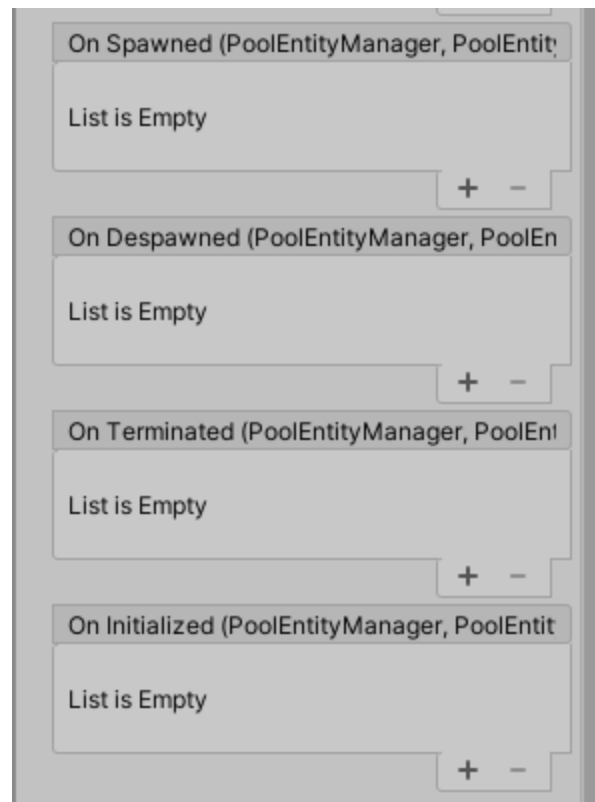 On Spawned (PoolEntityManager, PoolEntity
List is Empty
+ −
On Despawned (PoolEntityManager, PoolEn
List is Empty
+ −
On Terminated (PoolEntityManager, PoolEnt
List is Empty
+ −
On Initialized (PoolEntityManager, PoolEntit
List is Empty
+ −